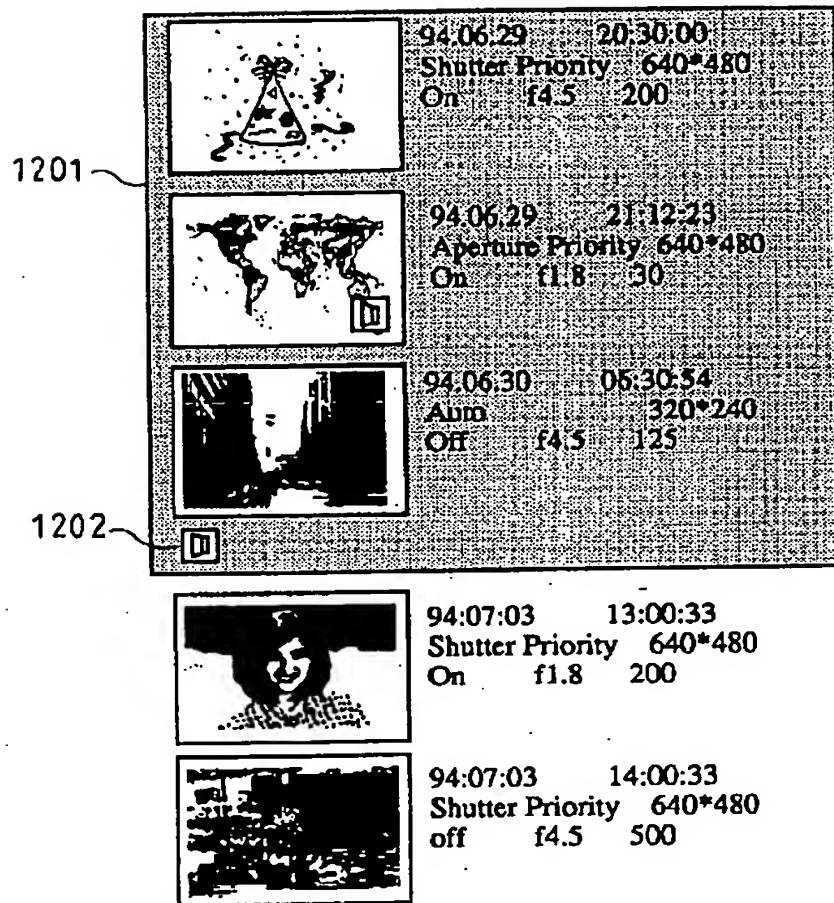 94.06.29 20:30:00
Shutter Priority 640*480
On f4.5 200
1201
94.06.29 21:12:23
Aperture Priority 640*480
On f1.8 30
94.06.30 06:30:54
Auto 320*240
Off f4.5 125
1202
94:07:03 13:00:33
Shutter Priority 640*480
On f1.8 200
94:07:03 14:00:33
Shutter Priority 640*480
off f4.5 500